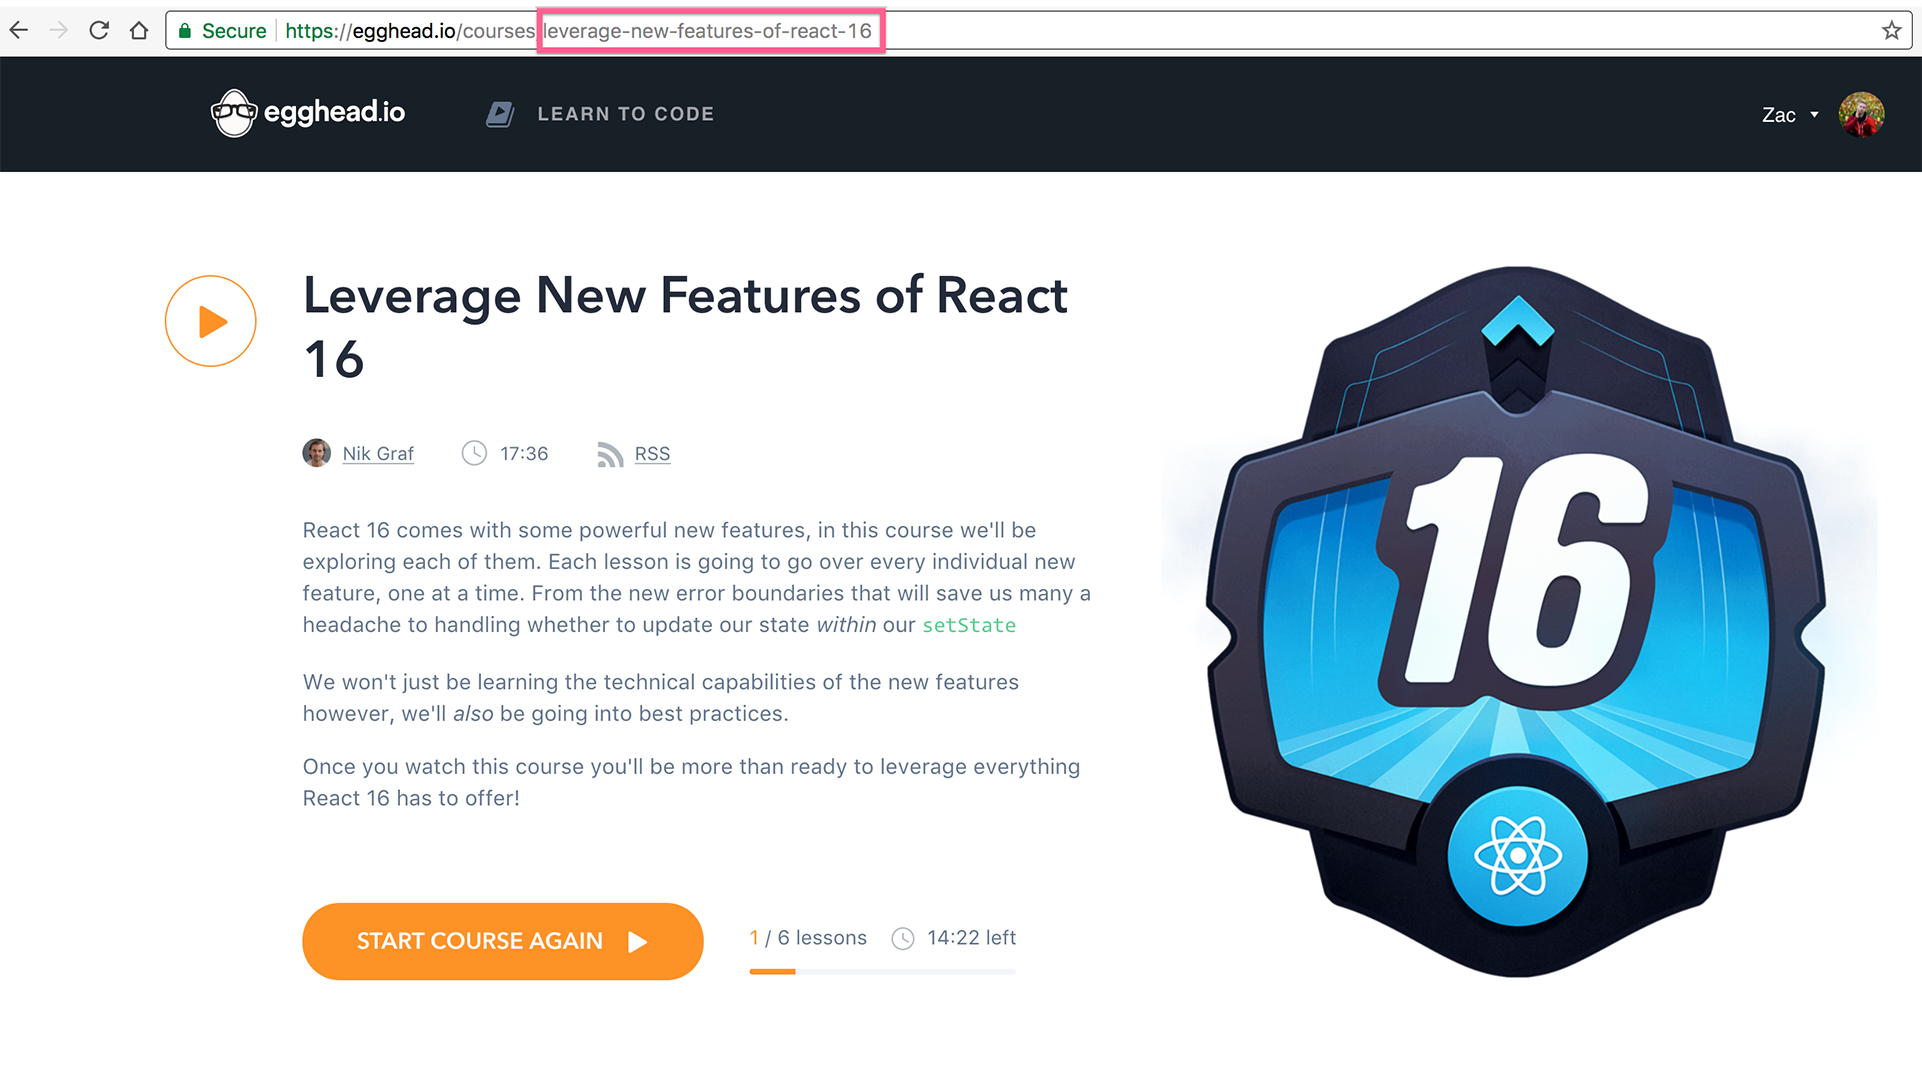 Secure https://egghead.io/courses/leverage-new-features-of-react-16
egghead.io LEARN TO CODE Zac
Leverage New Features of React
16
Nik Graf 17:36 RSS
React 16 comes with some powerful new features, in this course we'll be
exploring each of them. Each lesson is going to go over every individual new
feature, one at a time. From the new error boundaries that will save us many a
headache to handling whether to update our state within our setState
We won't just be learning the technical capabilities of the new features
however, we'll also be going into best practices.
Once you watch this course you'll be more than ready to leverage everything
React 16 has to offer!
START COURSE AGAIN 1 / 6 lessons 14:22 left
16